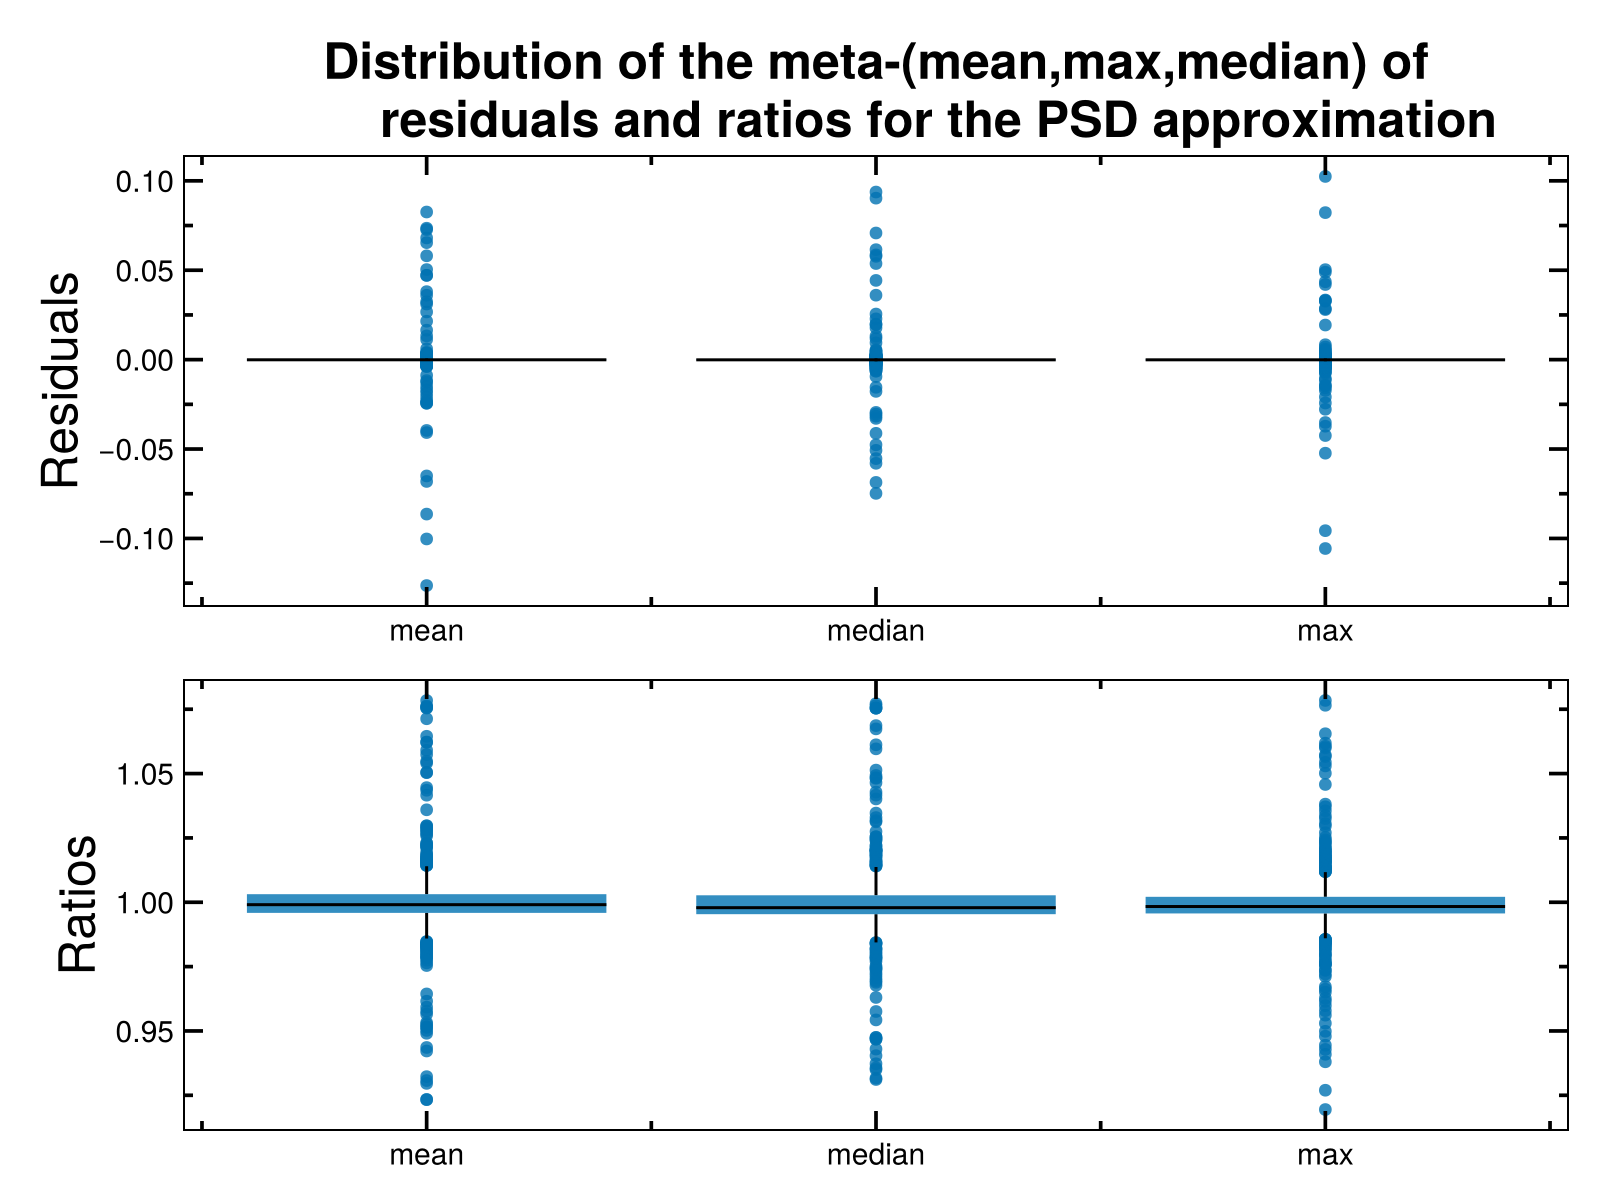 Distribution of the meta-(mean,max,median) of
residuals and ratios for the PSD approximation
Residuals
0.10
0.05
0.00
−0.05
−0.10
mean median max
Ratios
1.05
1.00
0.95
mean median max